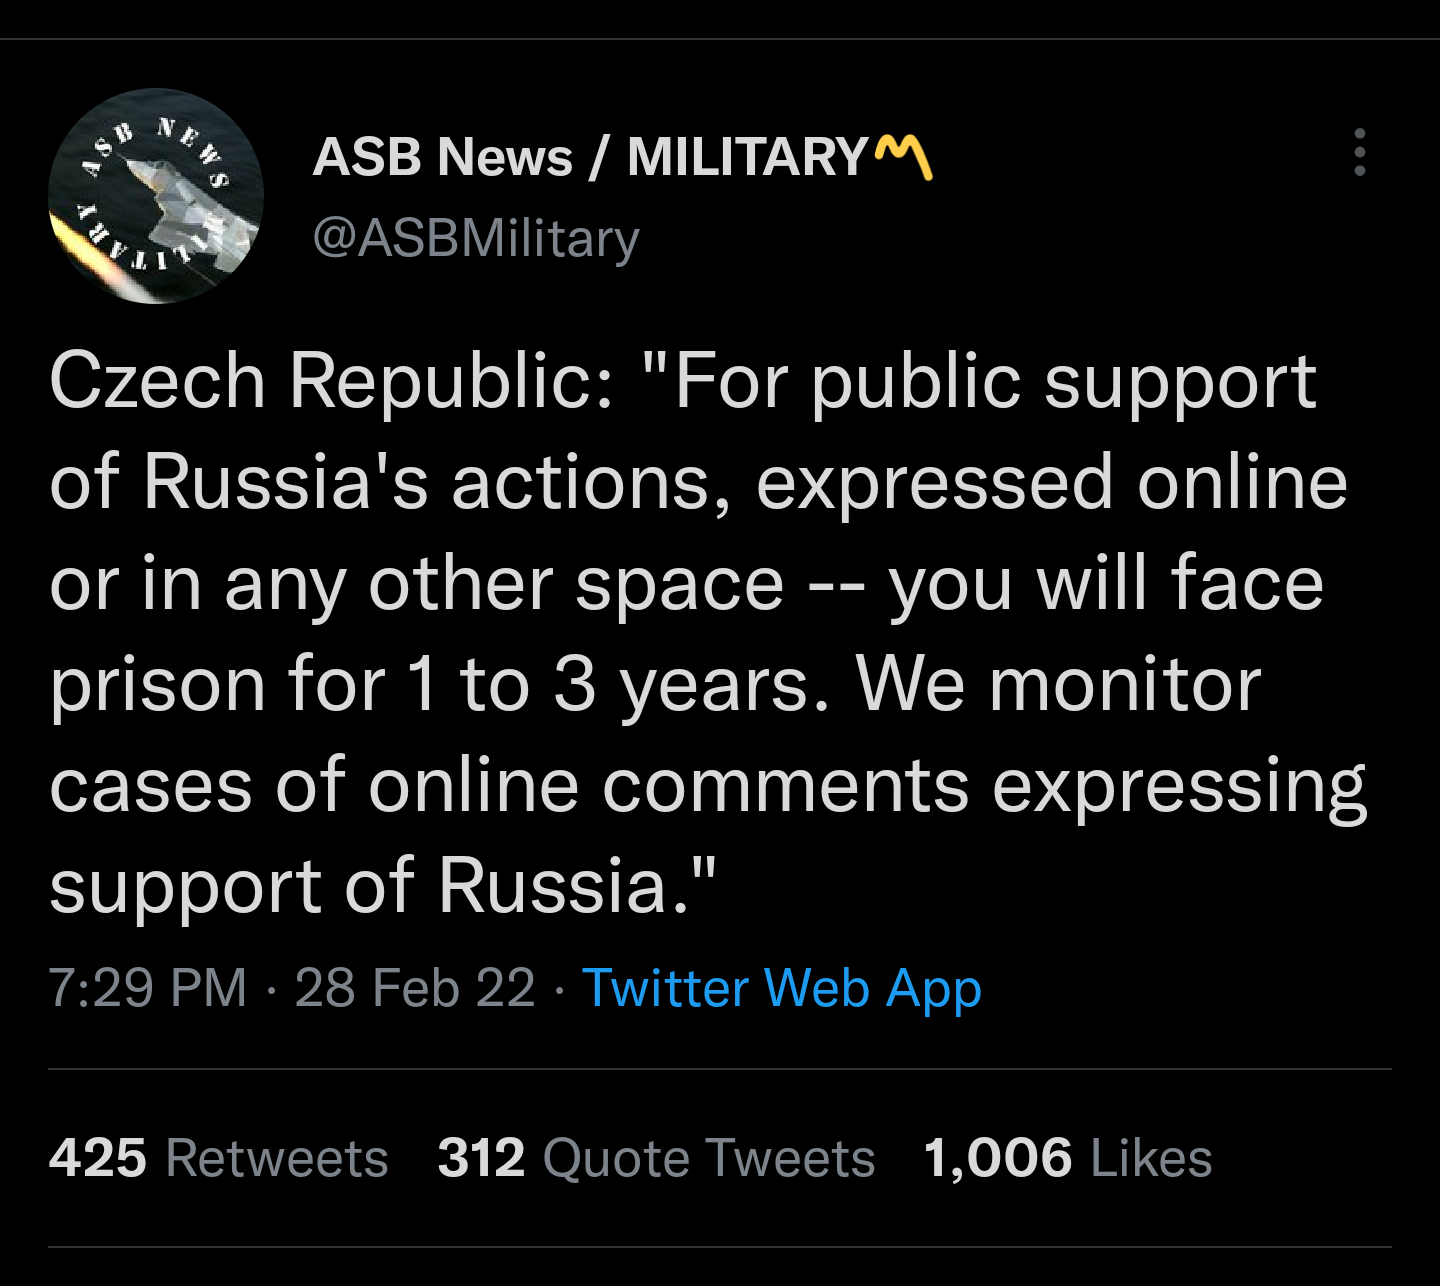 ASB NEWS
MILITARY
ASB News / MILITARY
@ASBMilitary
Czech Republic: "For public support
of Russia's actions, expressed online
or in any other space -- you will face
prison for 1 to 3 years. We monitor
cases of online comments expressing
support of Russia."
7:29 PM · 28 Feb 22 · Twitter Web App
425 Retweets 312 Quote Tweets 1,006 Likes